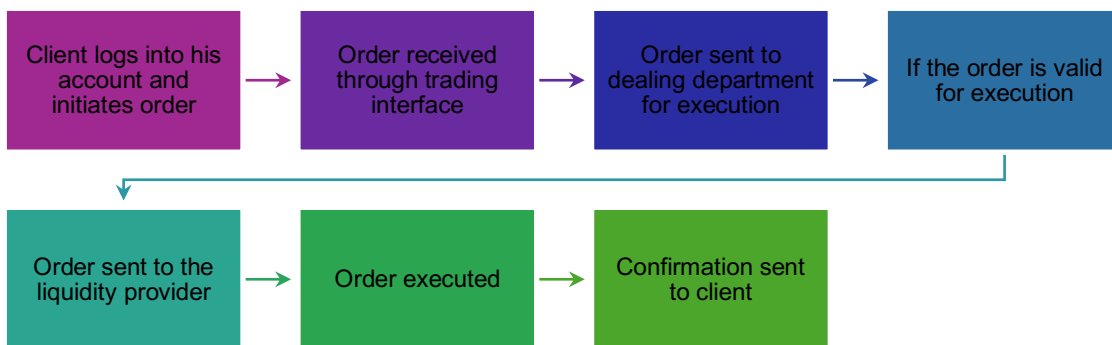 Client logs into his
account and
initiates order
Order received
through trading
interface
Order sent to
dealing department
for execution
If the order is valid
for execution
Order sent to the
liquidity provider
Order executed
Confirmation sent
to client